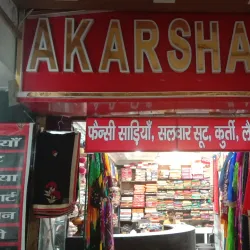 AKARSHA
फैन्सी साड़ियाँ, सलवार सूट, कुर्ती, लै